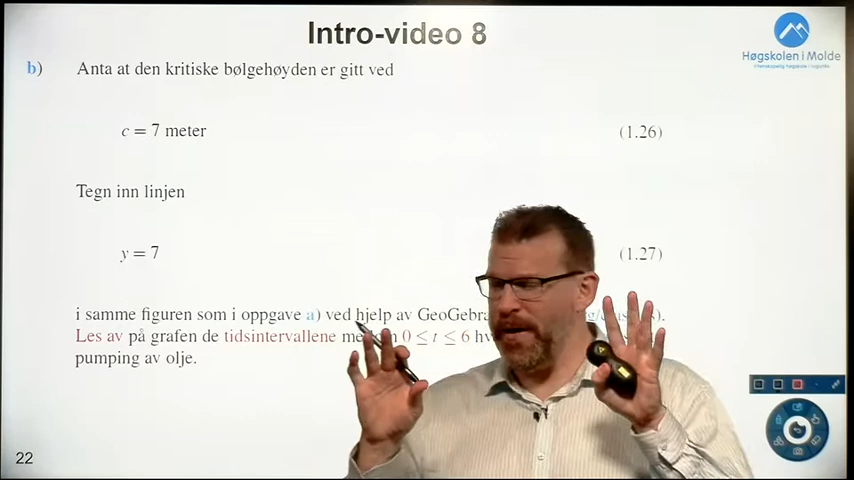 Intro-video 8
Høgskolen i Molde
b) Anta at den kritiske bølgehøyden er gitt ved
c = 7 meter (1.26)
Tegn inn linjen
y = 7 (1.27)
i samme figuren som i oppgave a) ved hjelp av GeoGebra
Les av på grafen de tidsintervallene mellom 0 ≤ t ≤ 6
pumping av olje.
22